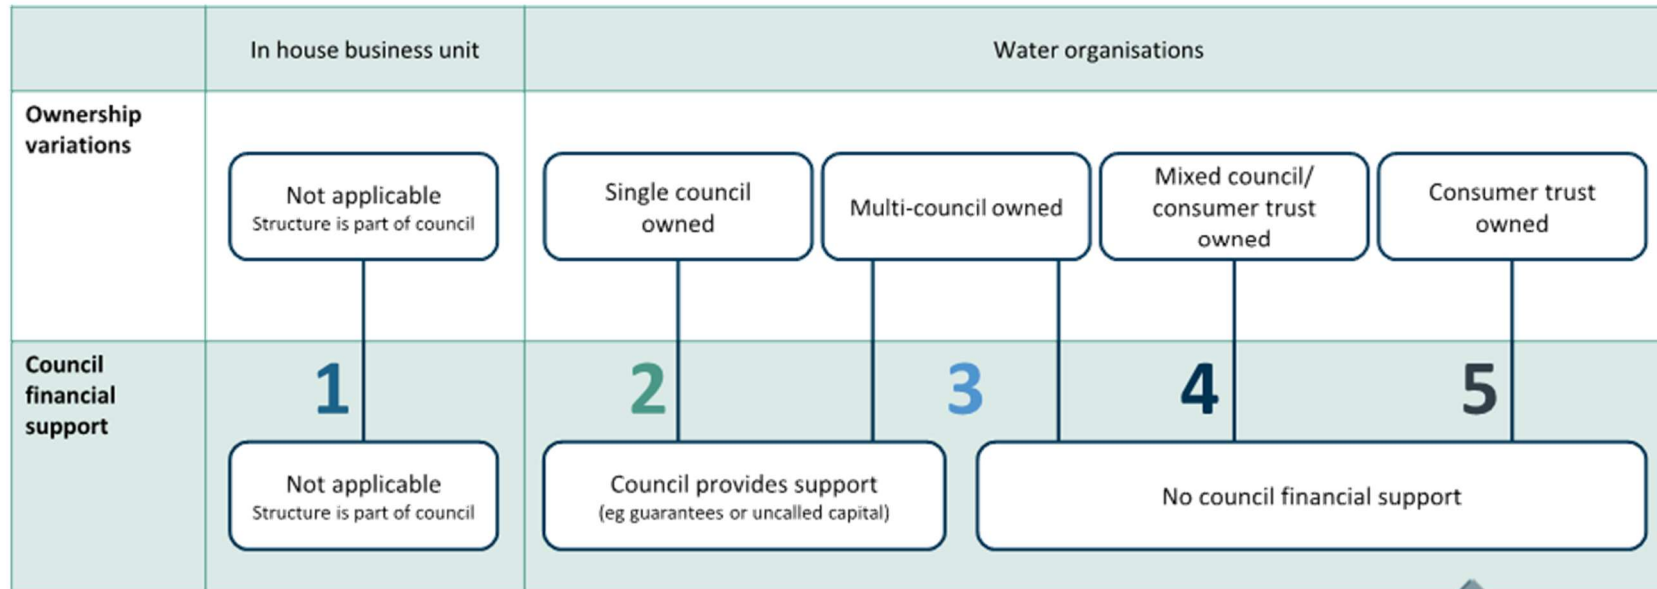 In house business unit
Water organisations
Ownership
variations
Not applicable
Structure is part of council
Single council
owned
Multi-council owned
Mixed council/
consumer trust
owned
Consumer trust
owned
Council
financial
support
1
2
3
4
5
Not applicable
Structure is part of council
Council provides support
(eg guarantees or uncalled capital)
No council financial support